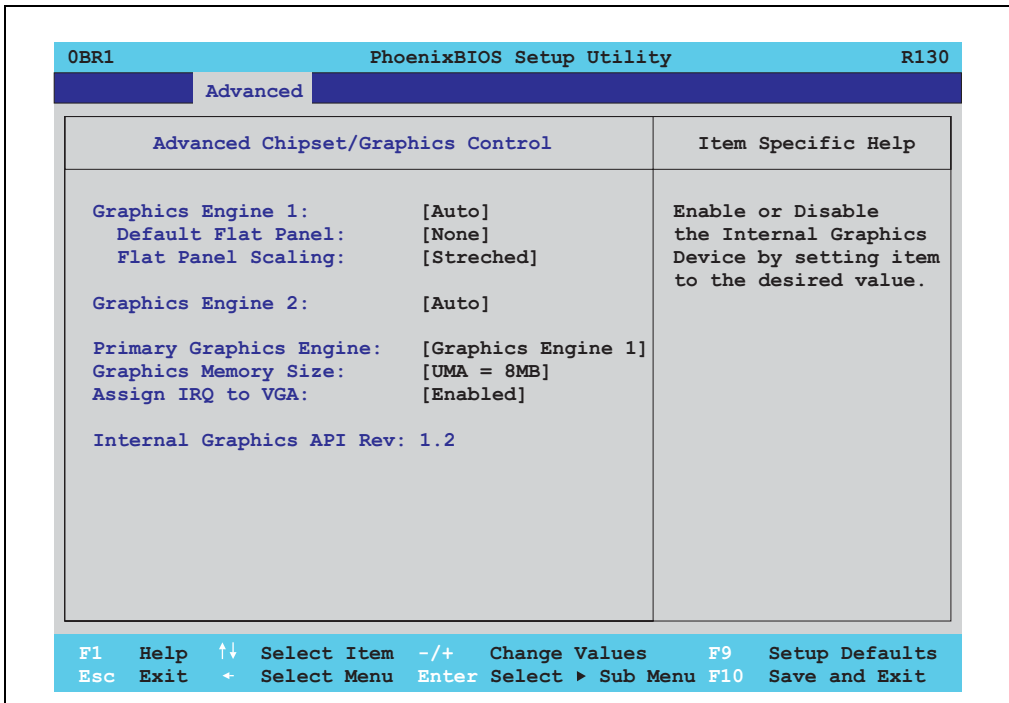 0BR1 PhoenixBIOS Setup Utility R130
Advanced
Advanced Chipset/Graphics Control
Item Specific Help
Graphics Engine 1: [Auto]
Default Flat Panel: [None]
Flat Panel Scaling: [Streched]
Graphics Engine 2: [Auto]
Primary Graphics Engine: [Graphics Engine 1]
Graphics Memory Size: [UMA = 8MB]
Assign IRQ to VGA: [Enabled]
Internal Graphics API Rev: 1.2
Enable or Disable
the Internal Graphics
Device by setting item
to the desired value.
F1 Help ↑↓ Select Item -/+ Change Values F9 Setup Defaults
Esc Exit ← Select Menu Enter Select ▶ Sub Menu F10 Save and Exit